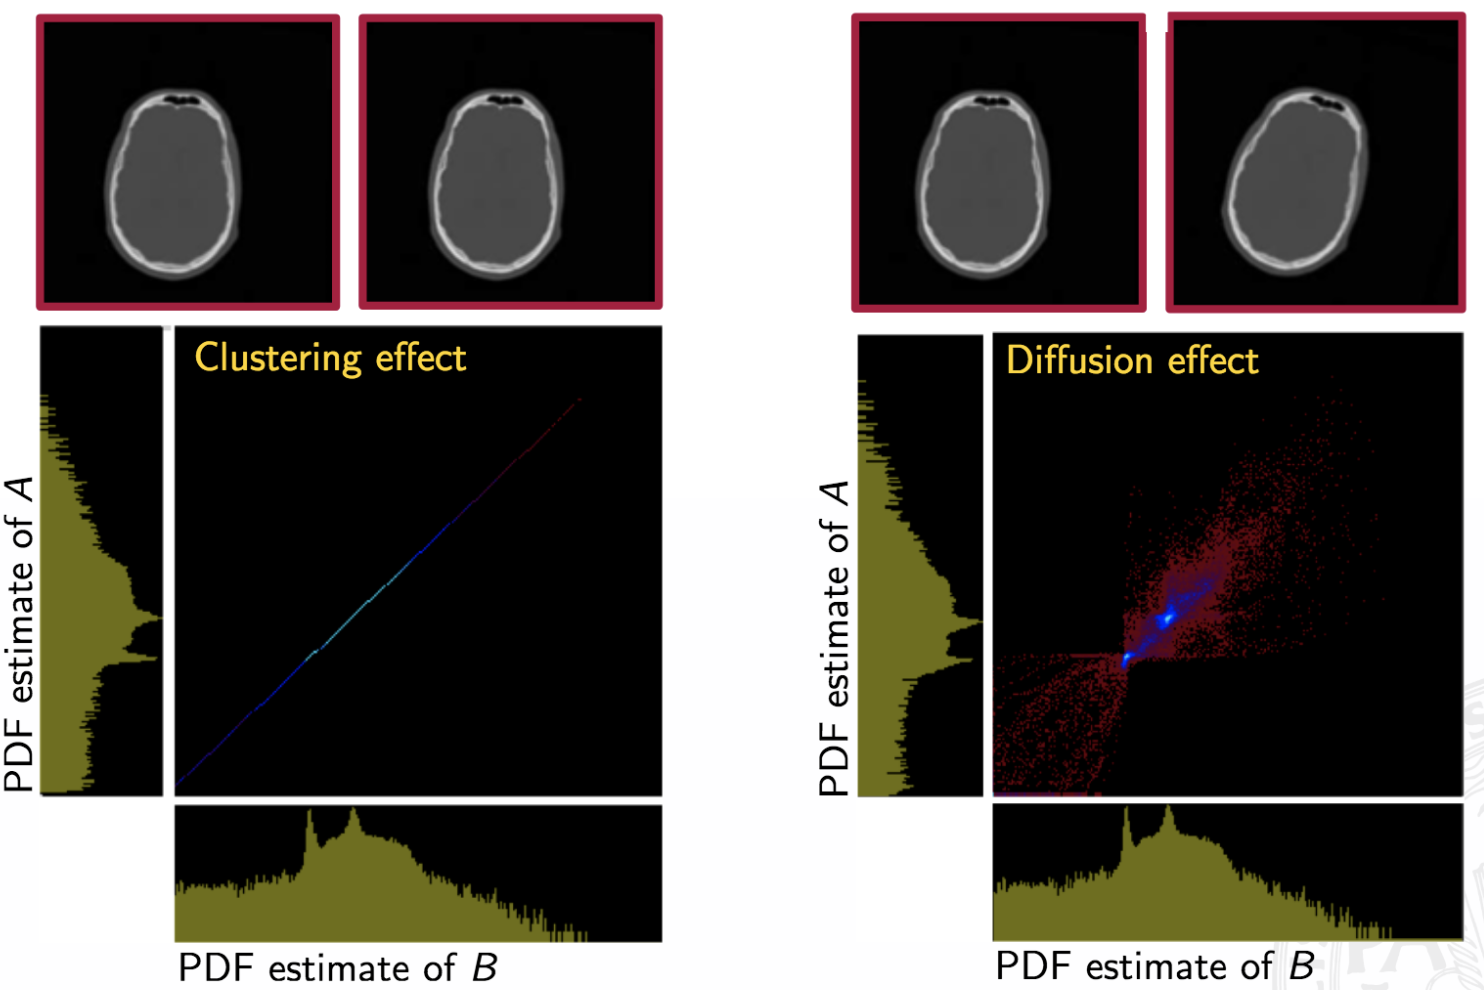 Clustering effect
PDF estimate of A
PDF estimate of B
Diffusion effect
PDF estimate of A
PDF estimate of B